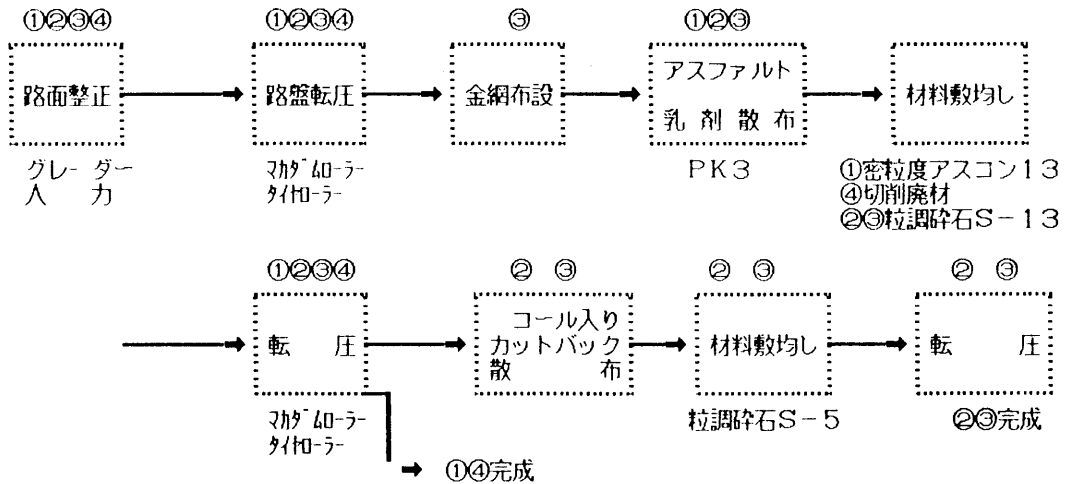 ①②③④
①②③④
③
①②③
路面整正
路盤転圧
金網布設
アスファルト
乳剤散布
材料敷均し
グレーダー
人力
マカダムローラー
タイヤローラー
PK3
①密粒度アスコン13
④切削廃材
②③粒調砕石S-13
①②③④
② ③
② ③
② ③
転圧
コール入り
カットバック
散布
材料敷均し
転圧
マカダムローラー
タイヤローラー
粒調砕石S-5
②③完成
①④完成